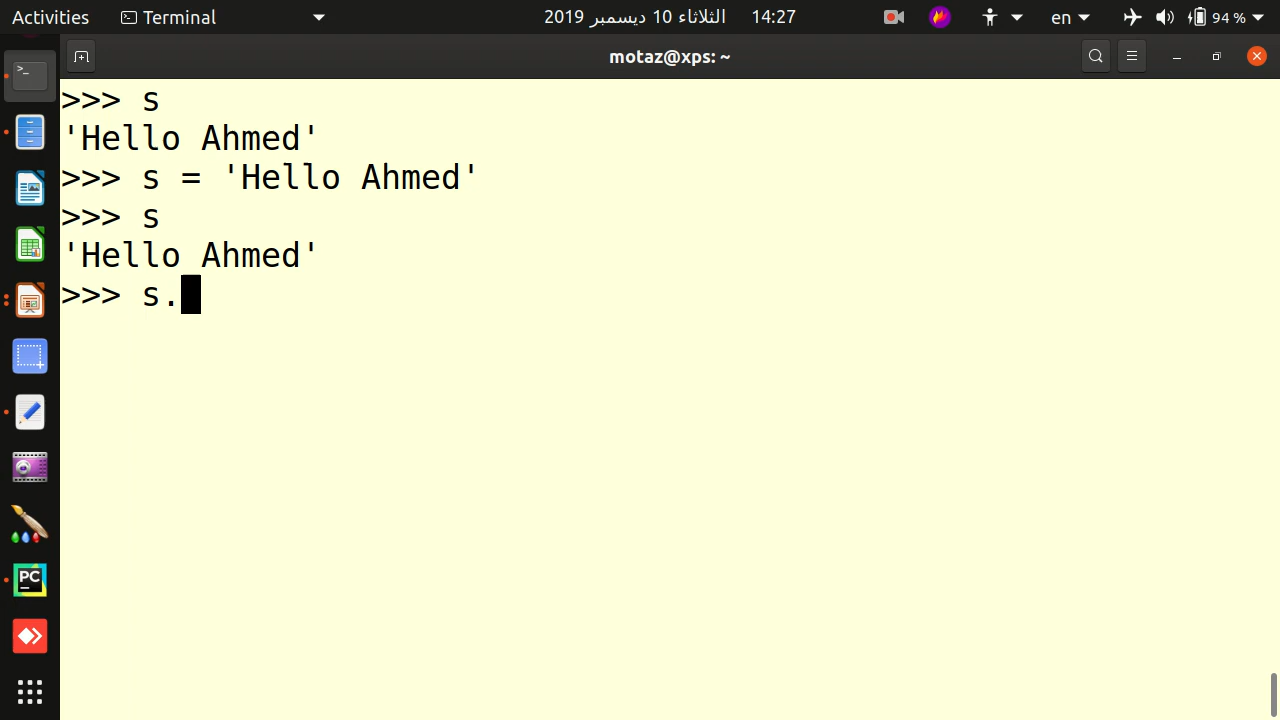 Activities
Terminal
الثلاثاء 10 ديسمبر 2019
14:27
en
94 %
motaz@xps: ~
>>> s
'Hello Ahmed'
>>> s = 'Hello Ahmed'
>>> s
'Hello Ahmed'
>>> s.
>_
PC